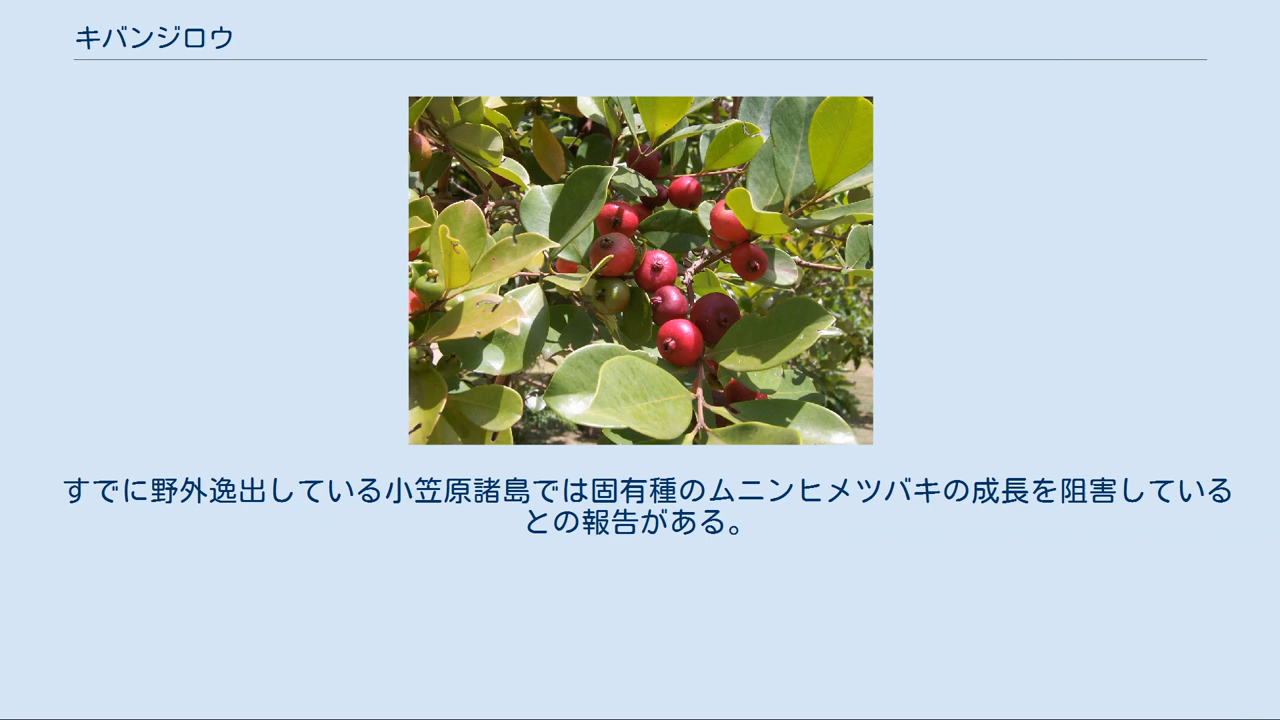 キバンジロウ
すでに野外逸出している小笠原諸島では固有種のムニンヒメツバキの成長を阻害している
との報告がある。